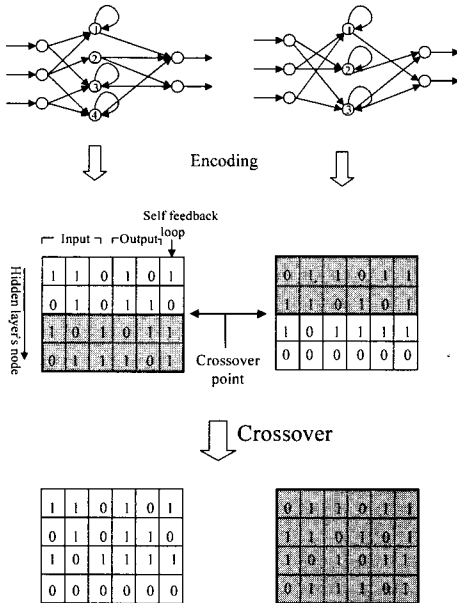 1 1
2 2
3
4 3
Encoding
Self feedback
loop
Input Output
Hidden layer's node
1 1 0 1 0 1
0 1 0 1 1 0
1 0 1 0 1 1
0 1 1 1 0 1
0 1 1 0 1 1
1 1 0 1 0 1
1 0 1 1 1 1
0 0 0 0 0 0
Crossover
point
Crossover
1 1 0 1 0 1
0 1 0 1 1 0
1 0 1 1 1 1
0 0 0 0 0 0
0 1 1 0 1 1
1 1 0 1 0 1
1 0 1 0 1 1
0 1 1 1 0 1